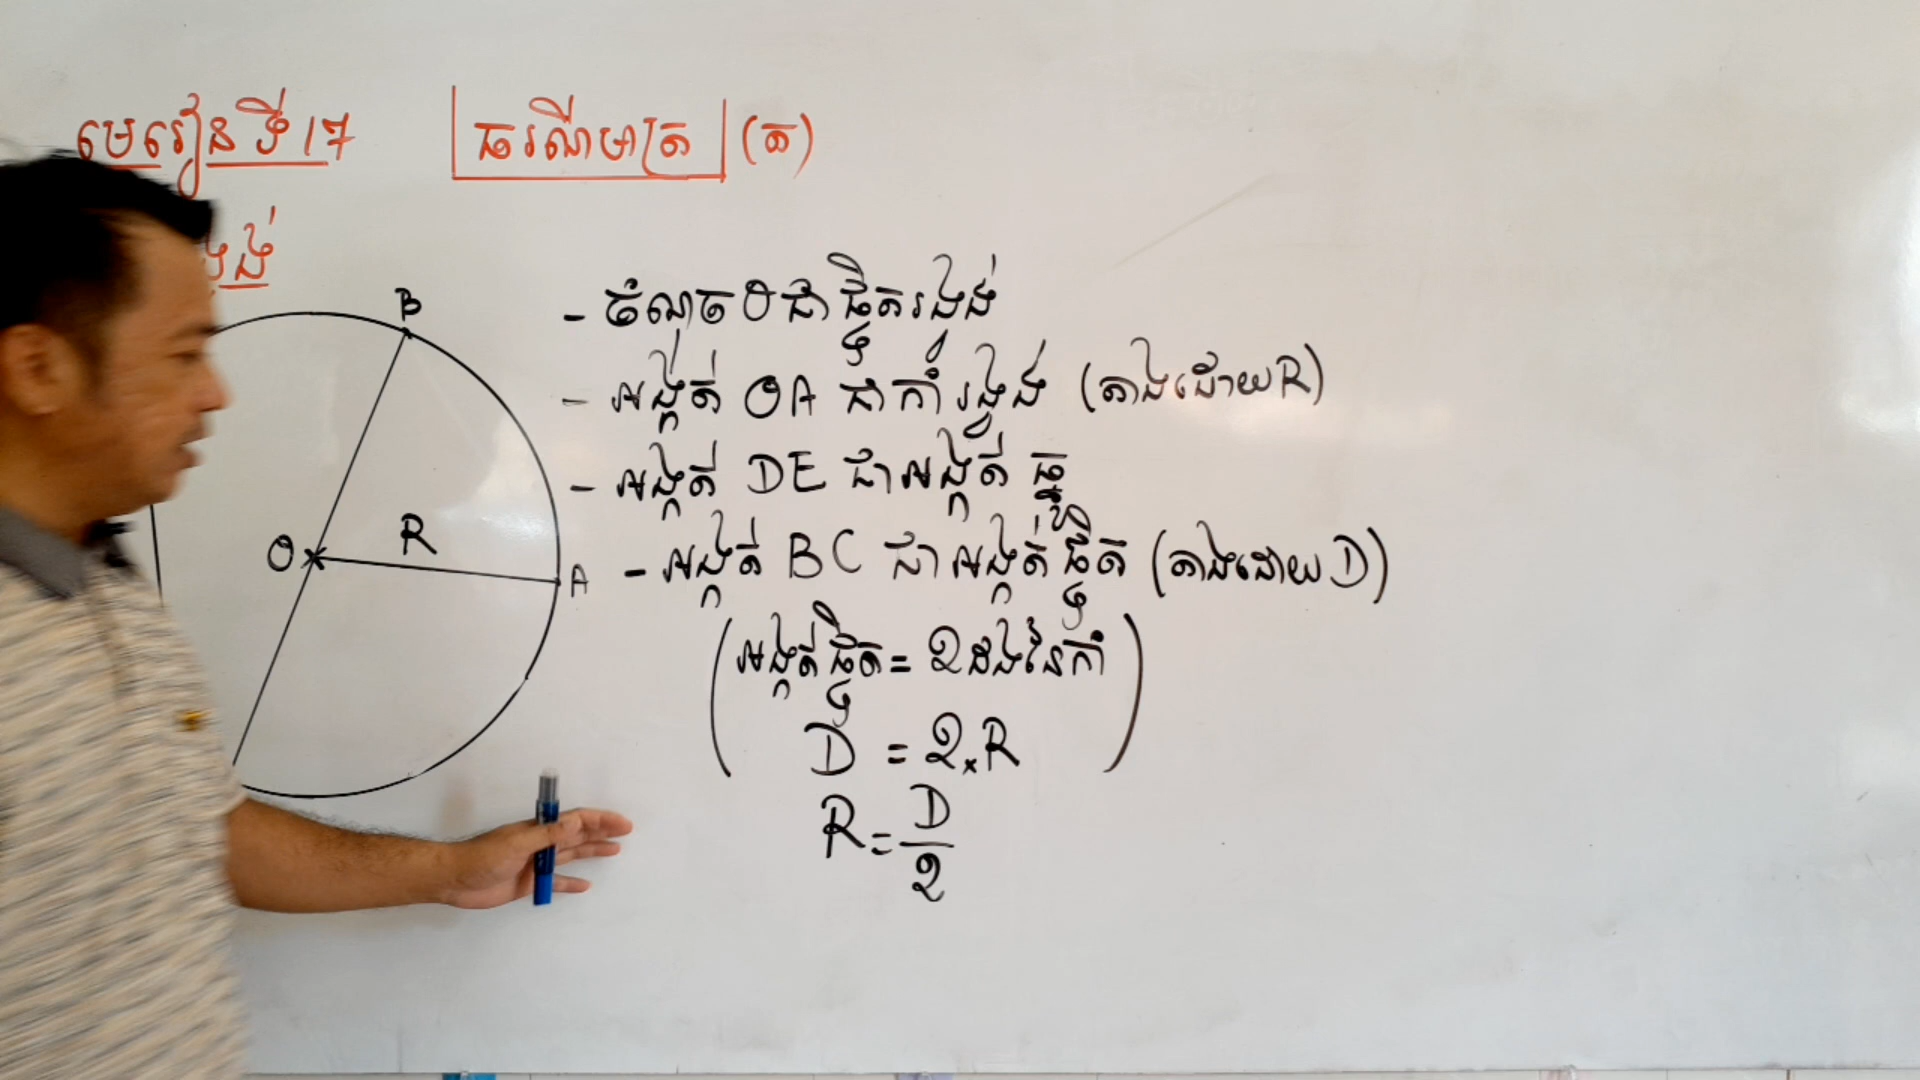 មេរៀនទី 17 ធរណីមាត្រ (ត)
- ចំណុច O ជាផ្ចិតរង្វង់
- អង្កត់ OA ជាកាំរង្វង់ (តាងដោយ R)
- អង្កត់ DE ជាអង្កត់ធ្នូ
- អង្កត់ BC ជាអង្កត់ផ្ចិត (តាងដោយ D)
(អង្កត់ផ្ចិត = 2ដងនៃកាំ
D = 2 x R)
R = D/2
B
O R A